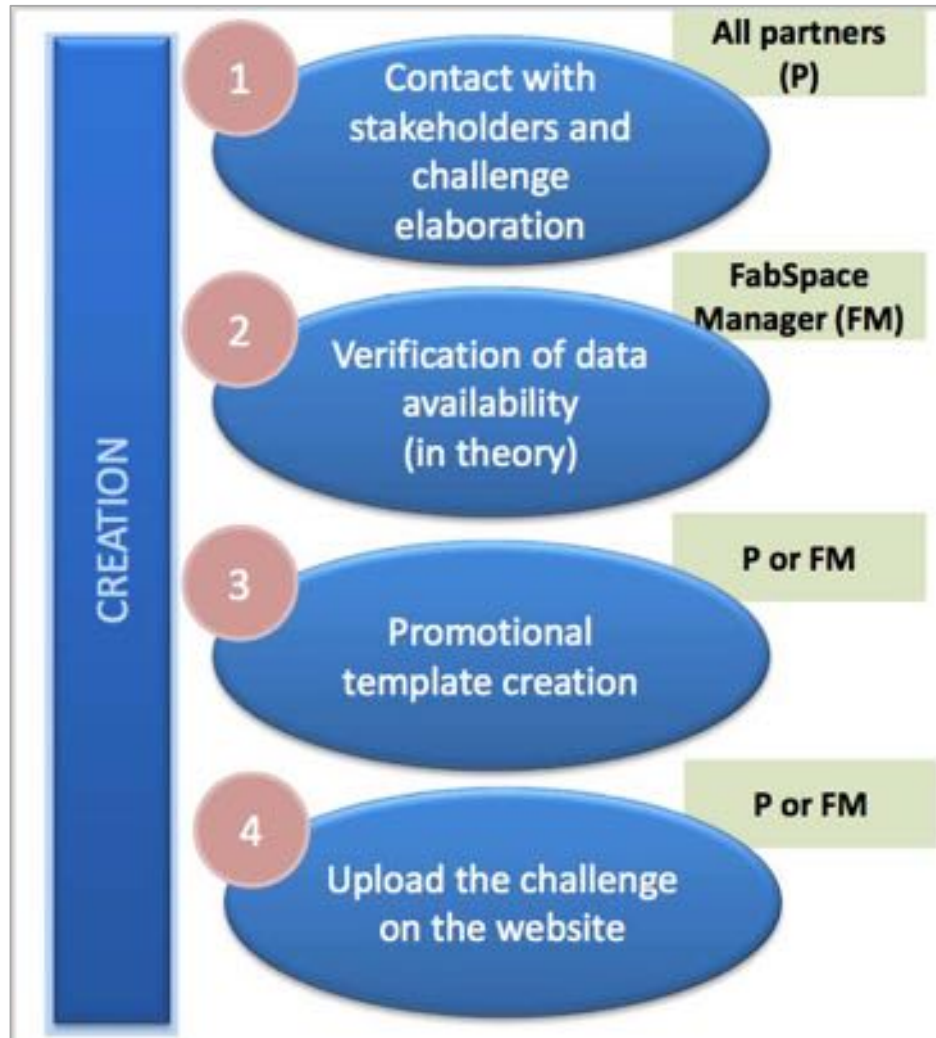 CREATION
1
All partners
(P)
Contact with
stakeholders and
challenge
elaboration
2
FabSpace
Manager (FM)
Verification of data
availability
(in theory)
3
P or FM
Promotional
template creation
4
P or FM
Upload the challenge
on the website